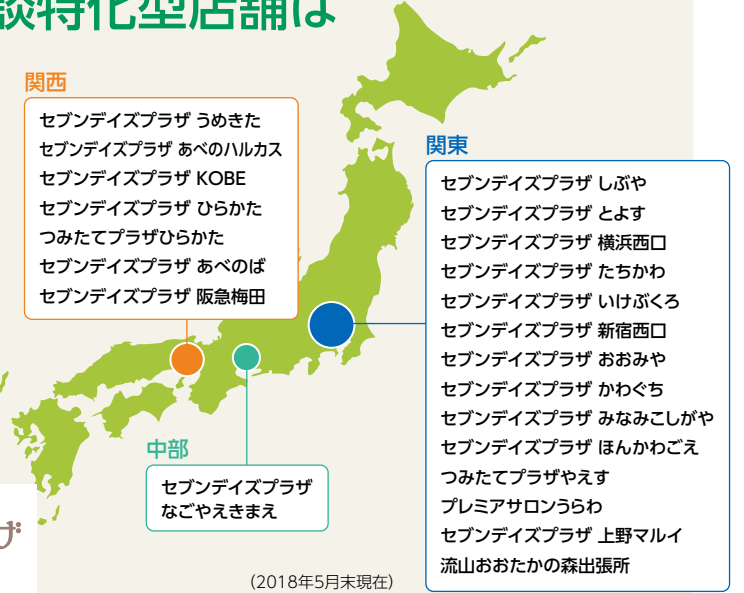 談特化型店舗は
関西
セブンデイズプラザ うめきた
セブンデイズプラザ あべのハルカス
セブンデイズプラザ KOBE
セブンデイズプラザ ひらかた
つみたてプラザひらかた
セブンデイズプラザ あべのば
セブンデイズプラザ 阪急梅田
関東
セブンデイズプラザ しぶや
セブンデイズプラザ とよす
セブンデイズプラザ 横浜西口
セブンデイズプラザ たちかわ
セブンデイズプラザ いけぶくろ
セブンデイズプラザ 新宿西口
セブンデイズプラザ おおみや
セブンデイズプラザ かわぐち
セブンデイズプラザ みなみこしがや
セブンデイズプラザ ほんかわごえ
つみたてプラザやえす
プレミアサロンうらわ
セブンデイズプラザ 上野マルイ
流山おおたかの森出張所
中部
セブンデイズプラザ
なごやえきまえ
(2018年5月末現在)